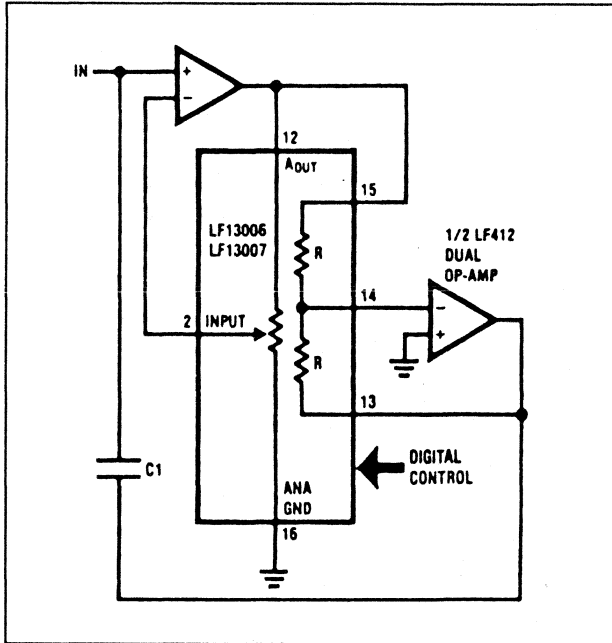 IN
+
−
12
AOUT
15
LF13006
LF13007
R
1/2 LF412
DUAL
OP-AMP
14
2
INPUT
−
+
R
13
C1
DIGITAL
CONTROL
ANA
GND
16